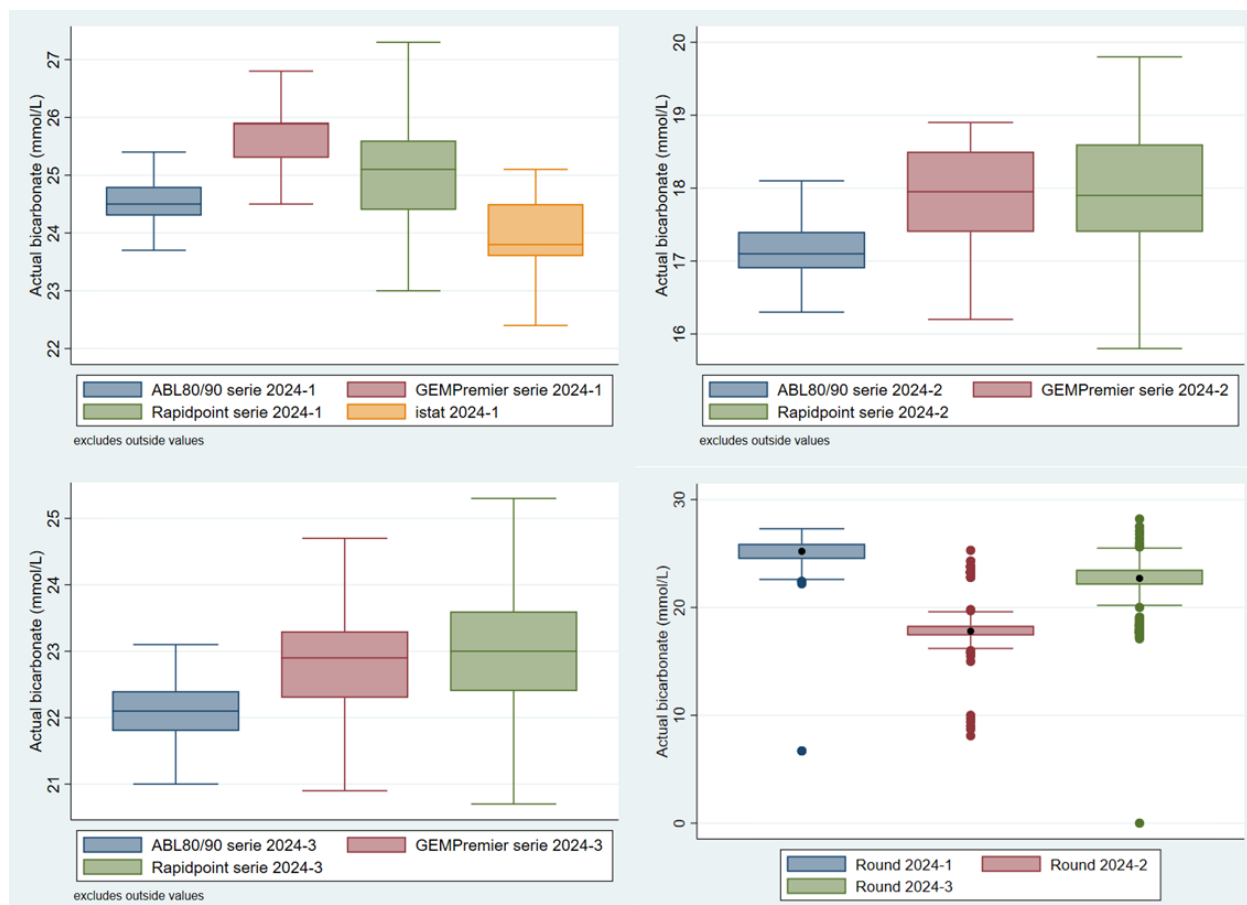 Actual bicarbonate (mmol/L)
27
26
25
24
23
22
ABL80/90 serie 2024-1
GEMPremier serie 2024-1
Rapidpoint serie 2024-1
istat 2024-1
excludes outside values
Actual bicarbonate (mmol/L)
20
19
18
17
16
ABL80/90 serie 2024-2
GEMPremier serie 2024-2
Rapidpoint serie 2024-2
excludes outside values
Actual bicarbonate (mmol/L)
25
24
23
22
21
ABL80/90 serie 2024-3
GEMPremier serie 2024-3
Rapidpoint serie 2024-3
excludes outside values
Actual bicarbonate (mmol/L)
30
20
10
0
Round 2024-1
Round 2024-2
Round 2024-3